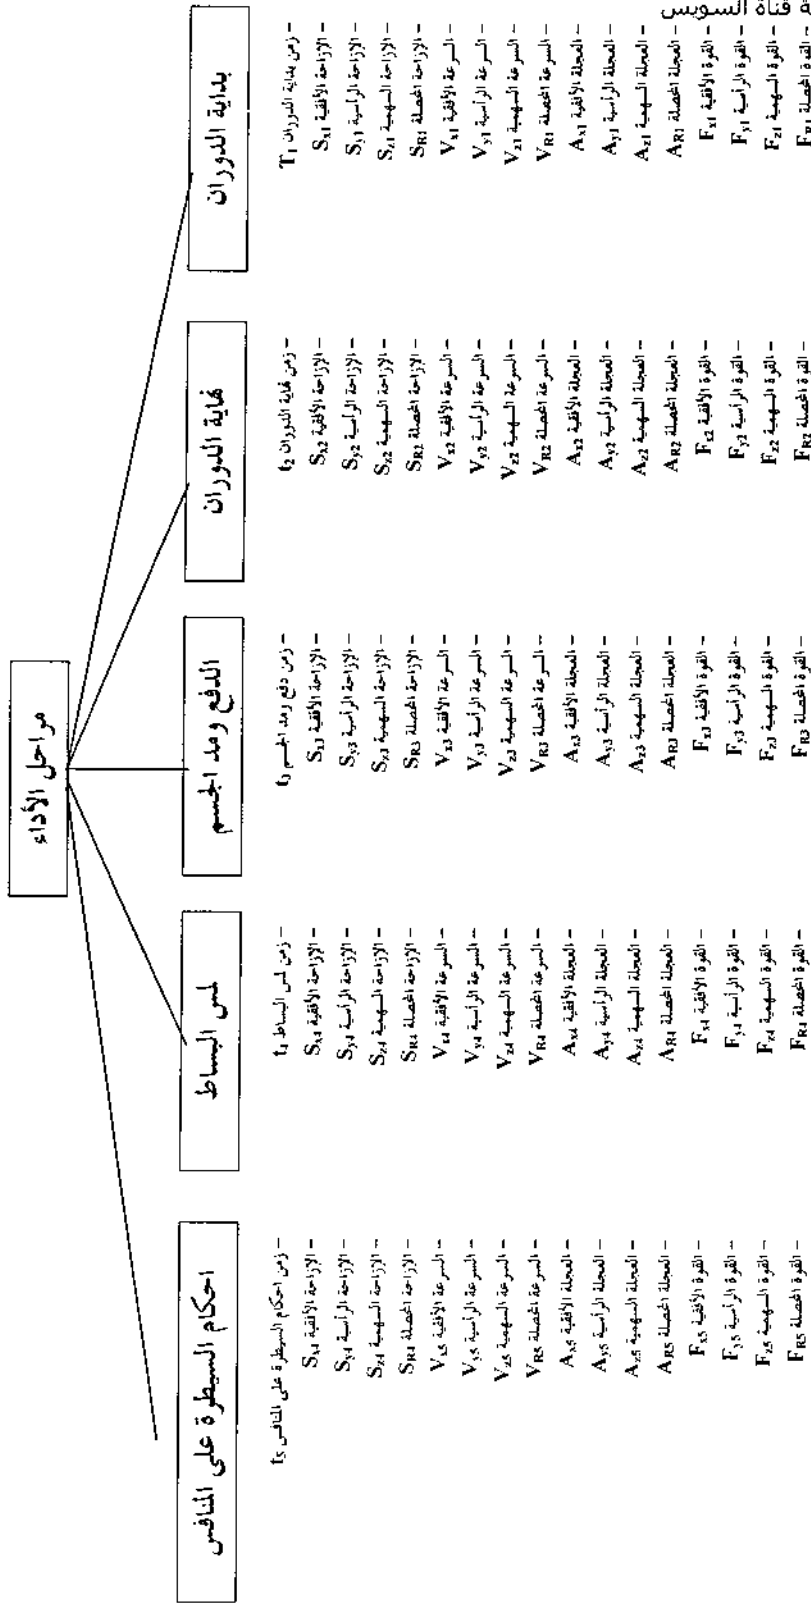 ة قناة السويس
مراحل الأداء
بداية الدوران
– زمن بداية الدوران T1
– الإزاحة الأفقية Sx1
– الإزاحة الرأسية Sy1
– الإزاحة السهمية Sz1
– الإزاحة المحصلة SR1
– السرعة الأفقية Vx1
– السرعة الرأسية Vy1
– السرعة السهمية Vz1
– السرعة المحصلة VR1
– العجلة الأفقية Ax1
– العجلة الرأسية Ay1
– العجلة السهمية Az1
– العجلة المحصلة AR1
– القوة الأفقية Fx1
– القوة الرأسية Fy1
– القوة السهمية Fz1
– القوة المحصلة FR1
نهاية الدوران
– زمن نهاية الدوران t2
– الإزاحة الأفقية Sx2
– الإزاحة الرأسية Sy2
– الإزاحة السهمية Sz2
– الإزاحة المحصلة SR2
– السرعة الأفقية Vx2
– السرعة الرأسية Vy2
– السرعة السهمية Vz2
– السرعة المحصلة VR2
– العجلة الأفقية Ax2
– العجلة الرأسية Ay2
– العجلة السهمية Az2
– العجلة المحصلة AR2
– القوة الأفقية Fx2
– القوة الرأسية Fy2
– القوة السهمية Fz2
– القوة المحصلة FR2
الدفع ومد الجسم
– زمن دفع ومد الجسم t3
– الإزاحة الأفقية Sx3
– الإزاحة الرأسية Sy3
– الإزاحة السهمية Sz3
– الإزاحة المحصلة SR3
– السرعة الأفقية Vx3
– السرعة الرأسية Vy3
– السرعة السهمية Vz3
– السرعة المحصلة VR3
– العجلة الأفقية Ax3
– العجلة الرأسية Ay3
– العجلة السهمية Az3
– العجلة المحصلة AR3
– القوة الأفقية Fx3
– القوة الرأسية Fy3
– القوة السهمية Fz3
– القوة المحصلة FR3
لمس البساط
– زمن لمس البساط t4
– الإزاحة الأفقية Sx4
– الإزاحة الرأسية Sy4
– الإزاحة السهمية Sz4
– الإزاحة المحصلة SR4
– السرعة الأفقية Vx4
– السرعة الرأسية Vy4
– السرعة السهمية Vz4
– السرعة المحصلة VR4
– العجلة الأفقية Ax4
– العجلة الرأسية Ay4
– العجلة السهمية Az4
– العجلة المحصلة AR4
– القوة الأفقية Fx4
– القوة الرأسية Fy4
– القوة السهمية Fz4
– القوة المحصلة FR4
احكام السيطرة على المنافس
– زمن احكام السيطرة على المنافس t5
– الإزاحة الأفقية Sx4
– الإزاحة الرأسية Sy4
– الإزاحة السهمية Sz4
– الإزاحة المحصلة SR4
– السرعة الأفقية Vx5
– السرعة الرأسية Vy5
– السرعة السهمية Vz5
– السرعة المحصلة VR5
– العجلة الأفقية Ax5
– العجلة الرأسية Ay5
– العجلة السهمية Az5
– العجلة المحصلة AR5
– القوة الأفقية Fx5
– القوة الرأسية Fy5
– القوة السهمية Fz5
– القوة المحصلة FR5